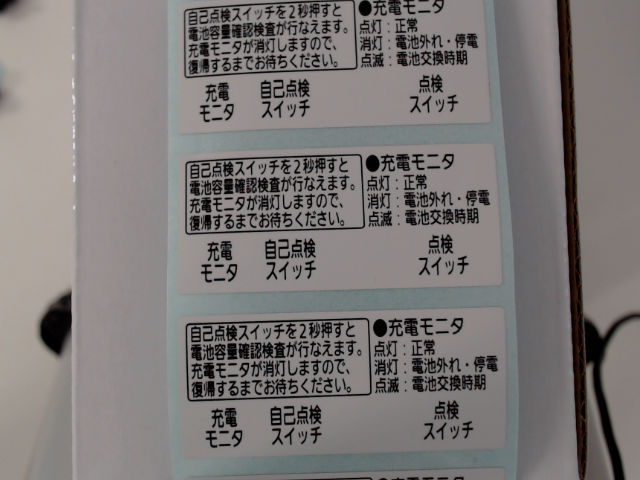 自己点検スイッチを2秒押すと
電池容量確認検査が行なえます。
充電モニタが消灯しますので、
復帰するまでお待ちください。
●充電モニタ
点灯：正常
消灯：電池外れ・停電
点滅：電池交換時期
充電
モニタ
自己点検
スイッチ
点検
スイッチ
自己点検スイッチを2秒押すと
電池容量確認検査が行なえます。
充電モニタが消灯しますので、
復帰するまでお待ちください。
●充電モニタ
点灯：正常
消灯：電池外れ・停電
点滅：電池交換時期
充電
モニタ
自己点検
スイッチ
点検
スイッチ
自己点検スイッチを2秒押すと
電池容量確認検査が行なえます。
充電モニタが消灯しますので、
復帰するまでお待ちください。
●充電モニタ
点灯：正常
消灯：電池外れ・停電
点滅：電池交換時期
充電
モニタ
自己点検
スイッチ
点検
スイッチ